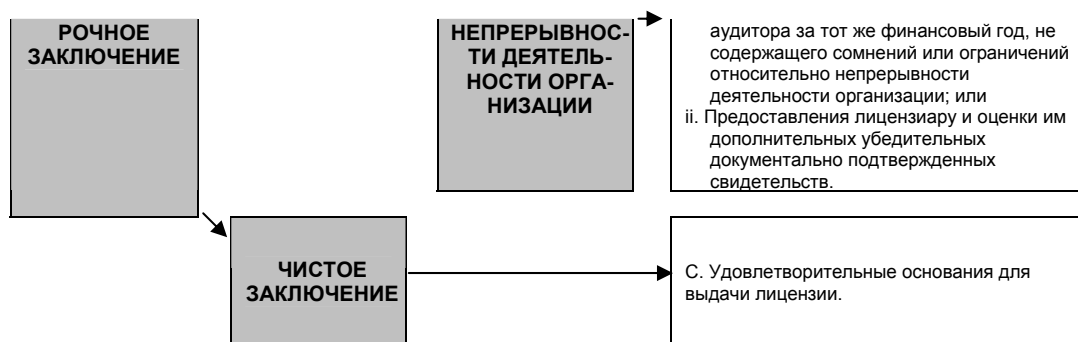 РОЧНОЕ
ЗАКЛЮЧЕНИЕ
НЕПРЕРЫВНОС-
ТИ ДЕЯТЕЛЬ-
НОСТИ ОРГА-
НИЗАЦИИ
аудитора за тот же финансовый год, не
содержащего сомнений или ограничений
относительно непрерывности
деятельности организации; или
ii. Предоставления лицензиару и оценки им
дополнительных убедительных
документально подтвержденных
свидетельств.
ЧИСТОЕ
ЗАКЛЮЧЕНИЕ
C. Удовлетворительные основания для
выдачи лицензии.